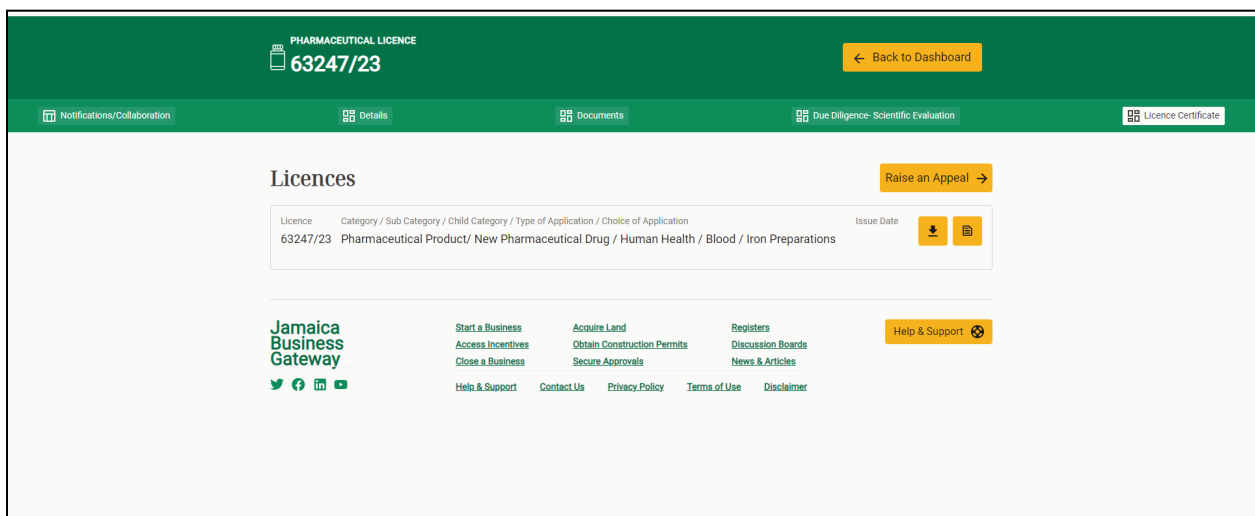 PHARMACEUTICAL LICENCE
63247/23
Back to Dashboard
Notifications/Collaboration
Details
Documents
Due Diligence- Scientific Evaluation
Licence Certificate
Licences
Raise an Appeal
Licence Category / Sub Category / Child Category / Type of Application / Choice of Application Issue Date
63247/23 Pharmaceutical Product/ New Pharmaceutical Drug / Human Health / Blood / Iron Preparations
Jamaica
Business
Gateway
Start a Business Acquire Land Registers
Access Incentives Obtain Construction Permits Discussion Boards
Close a Business Secure Approvals News & Articles
Help & Support Contact Us Privacy Policy Terms of Use Disclaimer
Help & Support